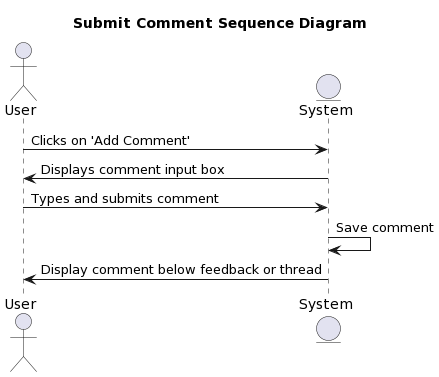 Submit Comment Sequence Diagram
User
System
Clicks on 'Add Comment'
Displays comment input box
Types and submits comment
Save comment
Display comment below feedback or thread
User
System